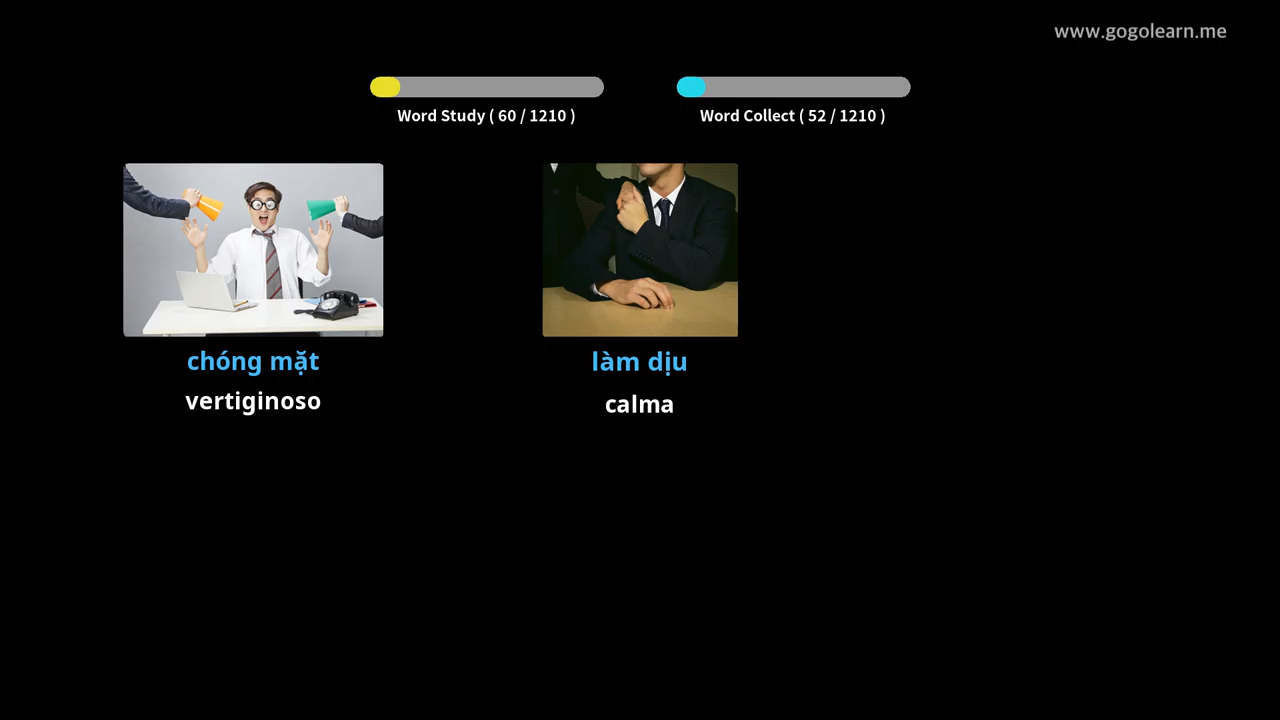 www.gogolearn.me
Word Study ( 60 / 1210 )
Word Collect ( 52 / 1210 )
chóng mặt
làm dịu
vertiginoso
calma